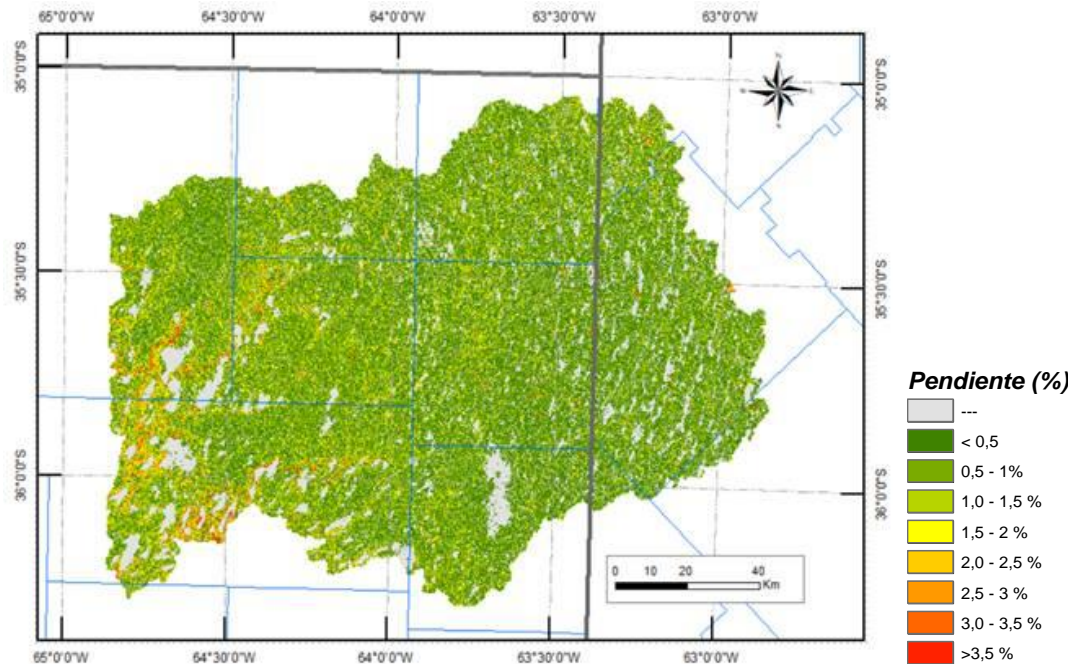 65°0'0"W 64°30'0"W 64°0'0"W 63°30'0"W 63°0'0"W
35°0'0"S 35°0'0"S
35°30'0"S 35°30'0"S
36°0'0"S 36°0'0"S
0 10 20 40
Km
65°0'0"W 64°30'0"W 64°0'0"W 63°30'0"W 63°0'0"W
Pendiente (%)
---
< 0,5
0,5 - 1%
1,0 - 1,5 %
1,5 - 2 %
2,0 - 2,5 %
2,5 - 3 %
3,0 - 3,5 %
>3,5 %